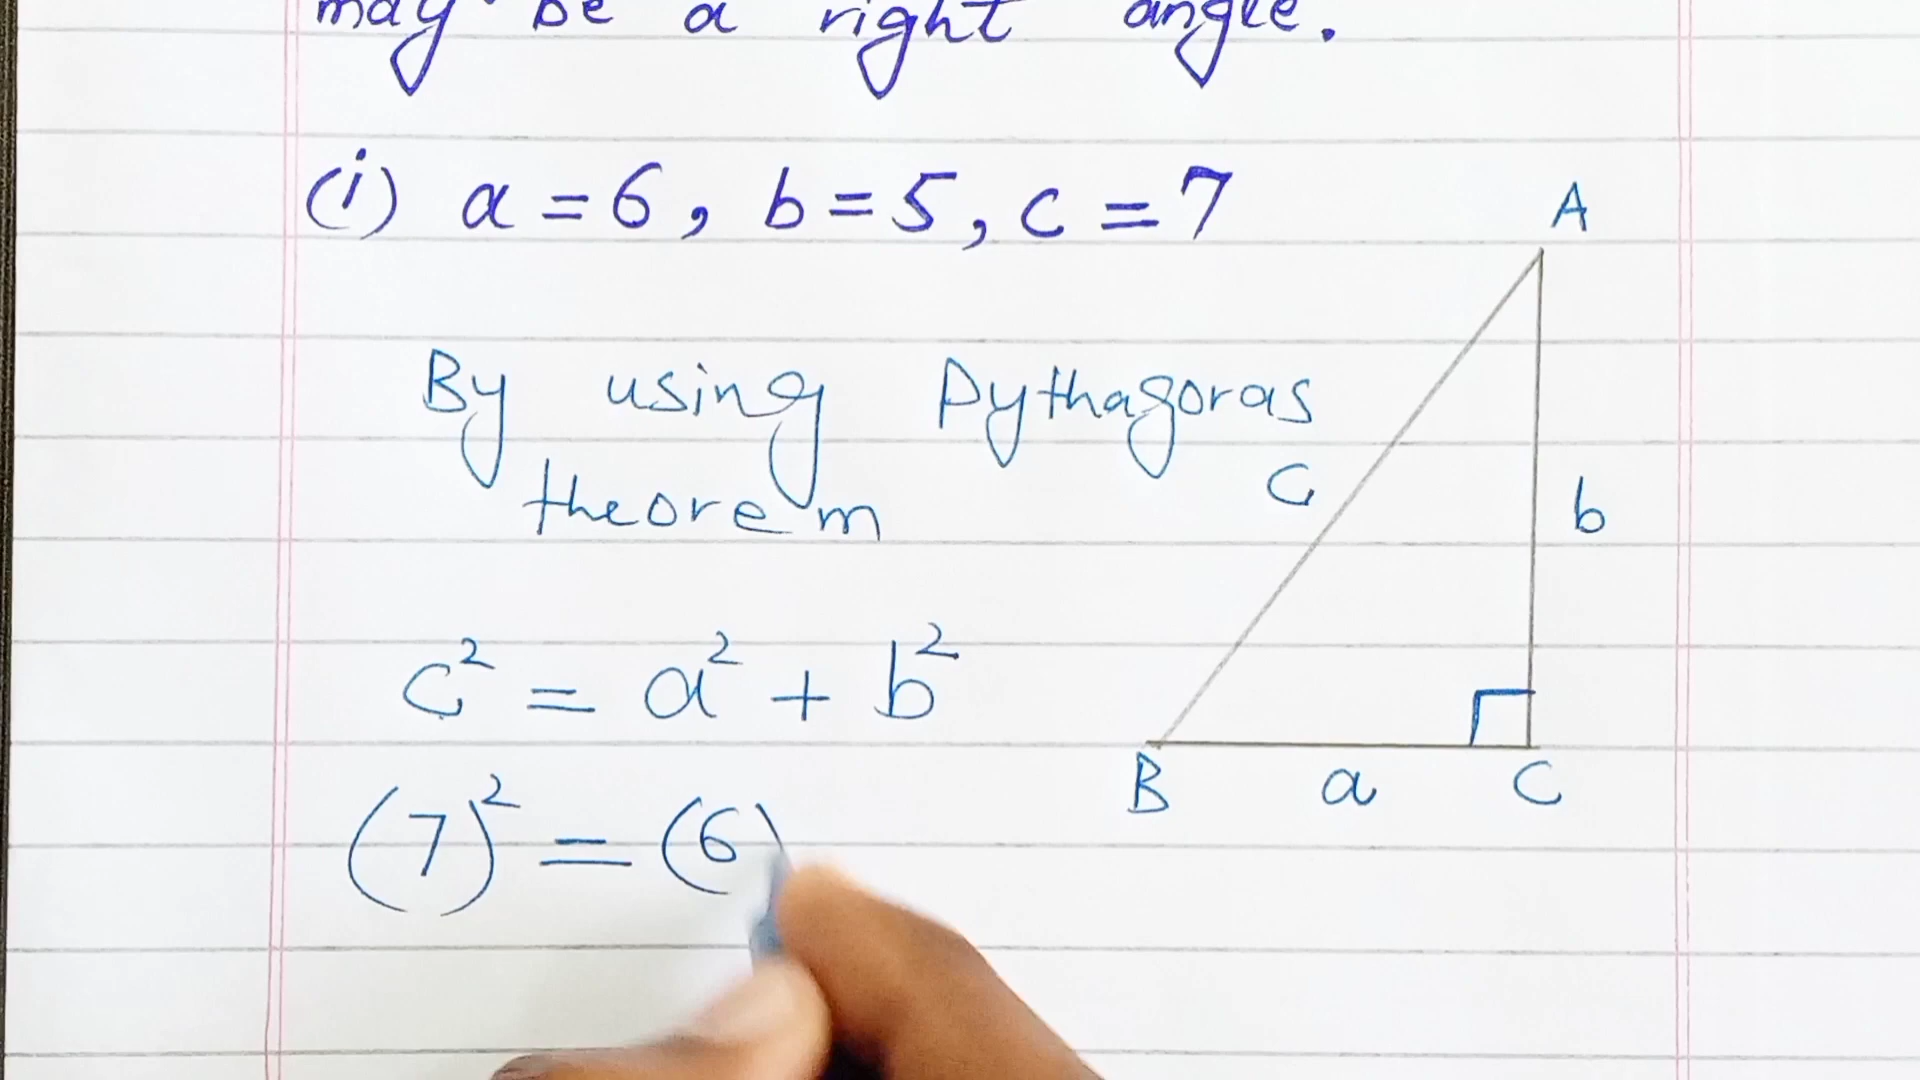 may be a right angle.
(i) a = 6, b = 5, c = 7
A
By using Pythagoras
theorem
c
b
c² = a² + b²
B a C
(7)² = (6)